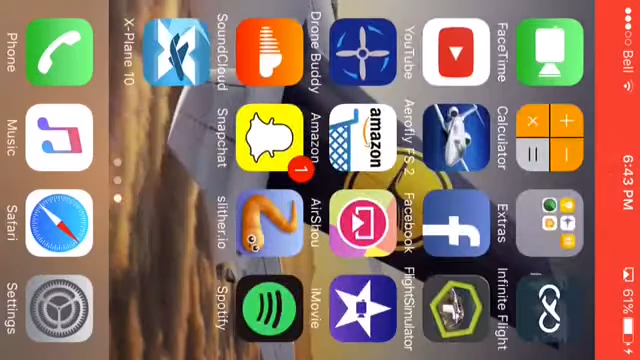 Bell 6:43 PM 61%
FaceTime Calculator Extras Infinite Flight
YouTube Aerofly FS 2 Facebook FlightSimulator
amazon
Drone Buddy Amazon AirShou iMovie
1
SoundCloud Snapchat slither.io Spotify
X-Plane 10
Phone Music Safari Settings